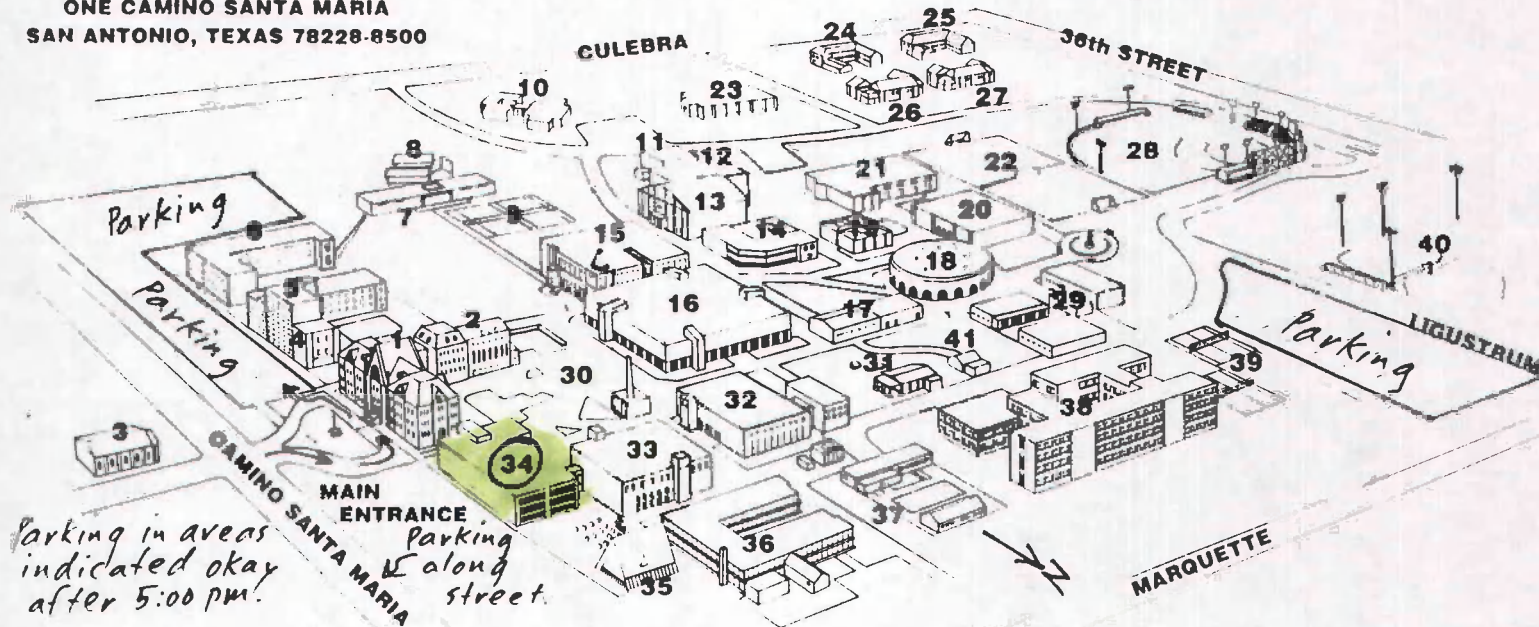 ONE CAMINO SANTA MARIA
SAN ANTONIO, TEXAS 78228-8500
CULEBRA
36th STREET
24
25
10
23
26
27
8
11
12
28
22
21
7
13
20
Parking
9
14
15
18
40
16
29
Parking
2
17
41
Parking
LIGUSTRUM
4
1
30
31
39
32
38
3
34
33
CAMINO SANTA MARIA
MAIN
ENTRANCE
37
Parking in areas
indicated okay
after 5:00 pm.
Parking
along
street.
36
35
N
MARQUETTE